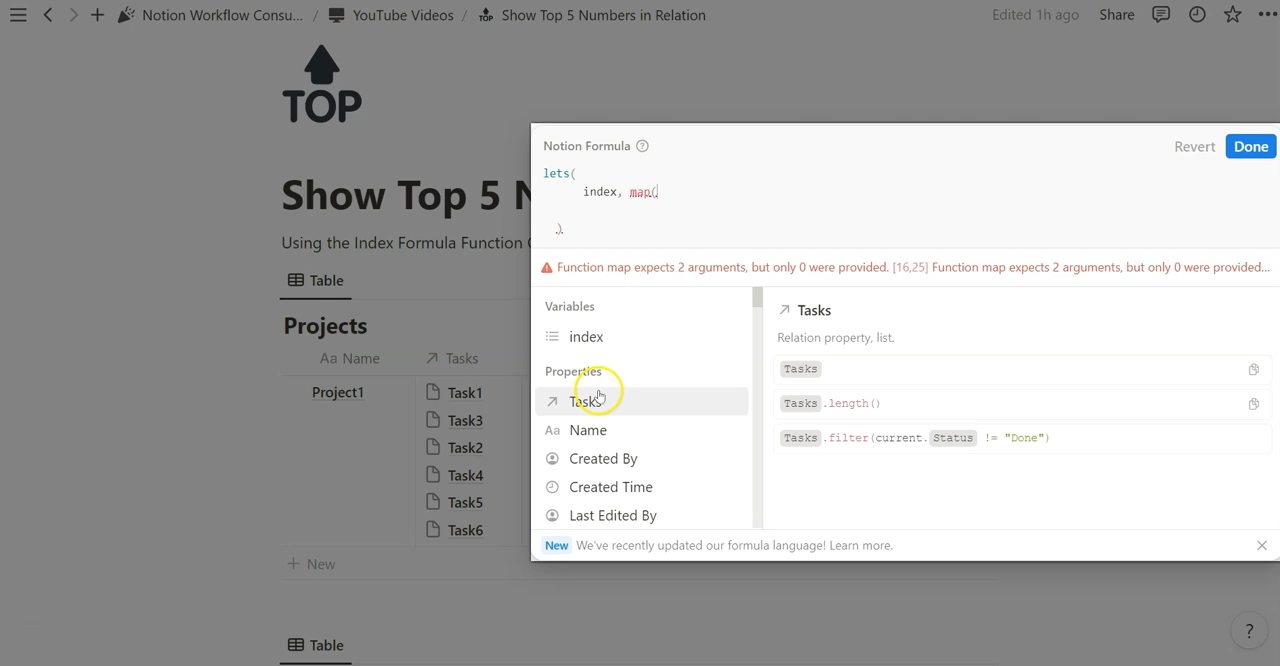 Notion Workflow Consu... / YouTube Videos / Show Top 5 Numbers in Relation Edited 1h ago Share
TOP
Show Top 5 N
Using the Index Formula Function
Table
Projects
Aa Name Tasks
Project1 Task1
Task3
Task2
Task4
Task5
Task6
+ New
Table
Notion Formula ? Revert Done
lets(
index, map(
)
Function map expects 2 arguments, but only 0 were provided. [16,25] Function map expects 2 arguments, but only 0 were provided...
Variables
index
Properties
Tasks
Aa Name
Created By
Created Time
Last Edited By
Tasks
Relation property, list.
Tasks
Tasks.length()
Tasks.filter(current.Status != "Done")
New We've recently updated our formula language! Learn more.
?